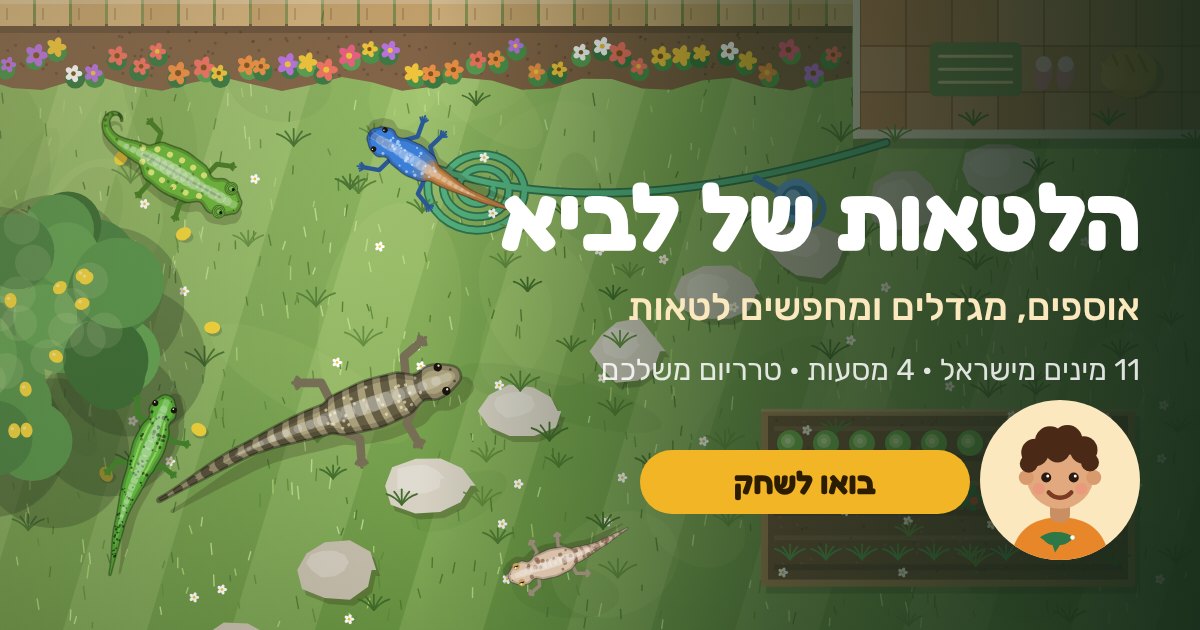 הלטאות של לביא
אוספים, מגדלים ומחפשים לטאות
11 מינים מישראל • 4 מסעות • טרריום משלכם
בואו לשחק